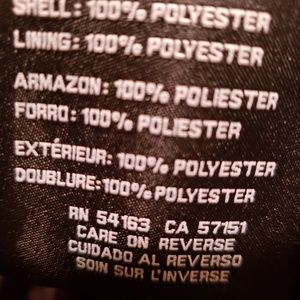 SHELL: 100% POLYESTER
LINING: 100% POLYESTER
ARMAZON: 100% POLIESTER
FORRO: 100% POLIESTER
EXTÉRIEUR: 100% POLYESTER
DOUBLURE: 100% POLYESTER
RN 54163 CA 57151
CARE ON REVERSE
CUIDADO AL REVERSO
SOIN SUR L'INVERSE